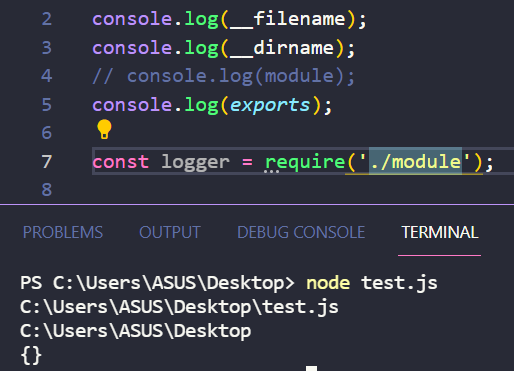 2 console.log(__filename);
3 console.log(__dirname);
4 // console.log(module);
5 console.log(exports);
6
7 const logger = require('./module');
8
PROBLEMS OUTPUT DEBUG CONSOLE TERMINAL
PS C:\Users\ASUS\Desktop> node test.js
C:\Users\ASUS\Desktop\test.js
C:\Users\ASUS\Desktop
{}